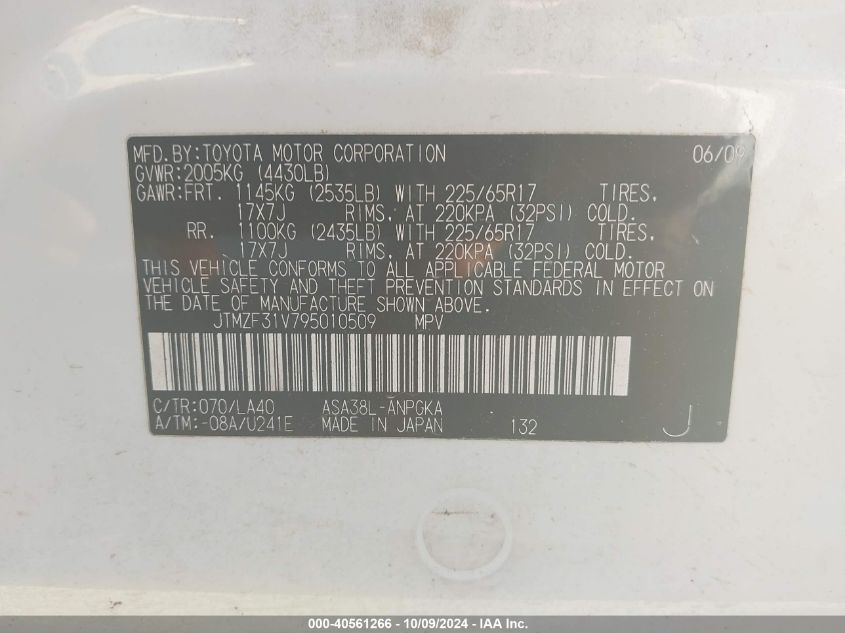 MFD.BY:TOYOTA MOTOR CORPORATION 06/09
GVWR:2005KG (4430LB)
GAWR:FRT. 1145KG (2535LB) WITH 225/65R17 TIRES,
17X7J RIMS, AT 220KPA (32PSI) COLD.
RR. 1100KG (2435LB) WITH 225/65R17 TIRES,
17X7J RIMS, AT 220KPA (32PSI) COLD.
THIS VEHICLE CONFORMS TO ALL APPLICABLE FEDERAL MOTOR
VEHICLE SAFETY AND THEFT PREVENTION STANDARDS IN EFFECT ON
THE DATE OF MANUFACTURE SHOWN ABOVE.
JTMZF31V795010509 MPV
C/TR:070/LA40 ASA38L-ANPGKA
A/TM:-08A/U241E MADE IN JAPAN 132 J
000-40561266 - 10/09/2024 - IAA Inc.